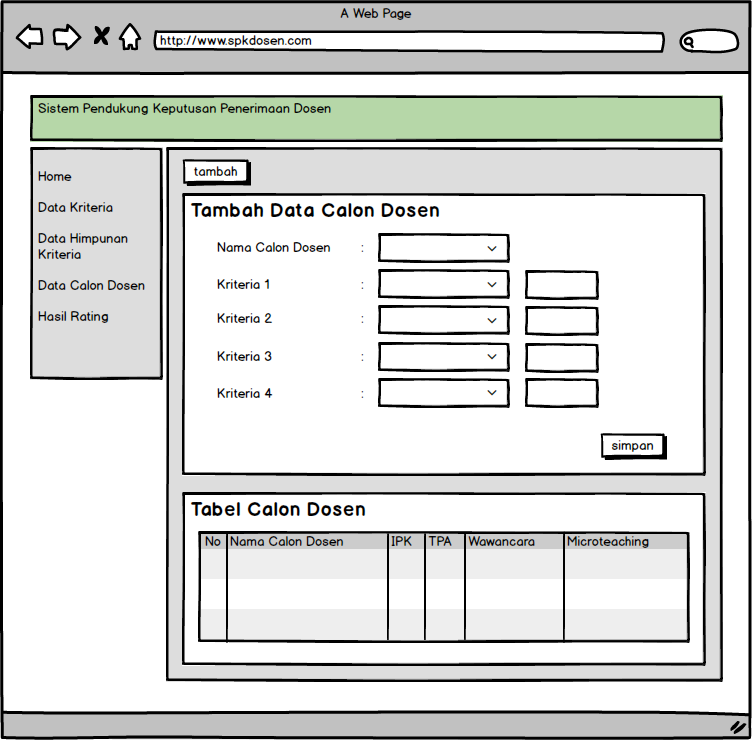 A Web Page
http://www.spkdosen.com
Sistem Pendukung Keputusan Penerimaan Dosen
Home
Data Kriteria
Data Himpunan
Kriteria
Data Calon Dosen
Hasil Rating
tambah
Tambah Data Calon Dosen
Nama Calon Dosen :
Kriteria 1 :
Kriteria 2 :
Kriteria 3 :
Kriteria 4 :
simpan
Tabel Calon Dosen
No Nama Calon Dosen IPK TPA Wawancara Microteaching